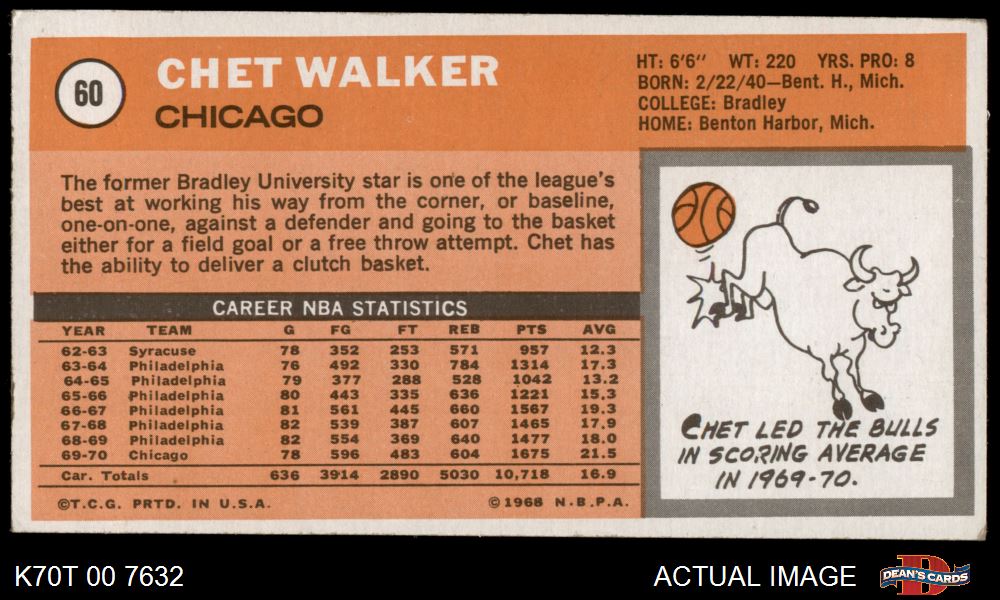 60
CHET WALKER
CHICAGO
HT: 6'6" WT: 220 YRS. PRO: 8
BORN: 2/22/40—Bent. H., Mich.
COLLEGE: Bradley
HOME: Benton Harbor, Mich.
The former Bradley University star is one of the league's
best at working his way from the corner, or baseline,
one-on-one, against a defender and going to the basket
either for a field goal or a free throw attempt. Chet has
the ability to deliver a clutch basket.
CAREER NBA STATISTICS
YEAR TEAM G FG FT REB PTS AVG
62-63 Syracuse 78 352 253 571 957 12.3
63-64 Philadelphia 76 492 330 784 1314 17.3
64-65 Philadelphia 79 377 288 528 1042 13.2
65-66 Philadelphia 80 443 335 636 1221 15.3
66-67 Philadelphia 81 561 445 660 1567 19.3
67-68 Philadelphia 82 539 387 607 1465 17.9
68-69 Philadelphia 82 554 369 640 1477 18.0
69-70 Chicago 78 596 483 604 1675 21.5
Car. Totals 636 3914 2890 5030 10,718 16.9
©T.C.G. PRTD. IN U.S.A. ©1968 N.B.P.A.
CHET LED THE BULLS
IN SCORING AVERAGE
IN 1969-70.
K70T 00 7632
ACTUAL IMAGE
D
DEAN'S CARDS